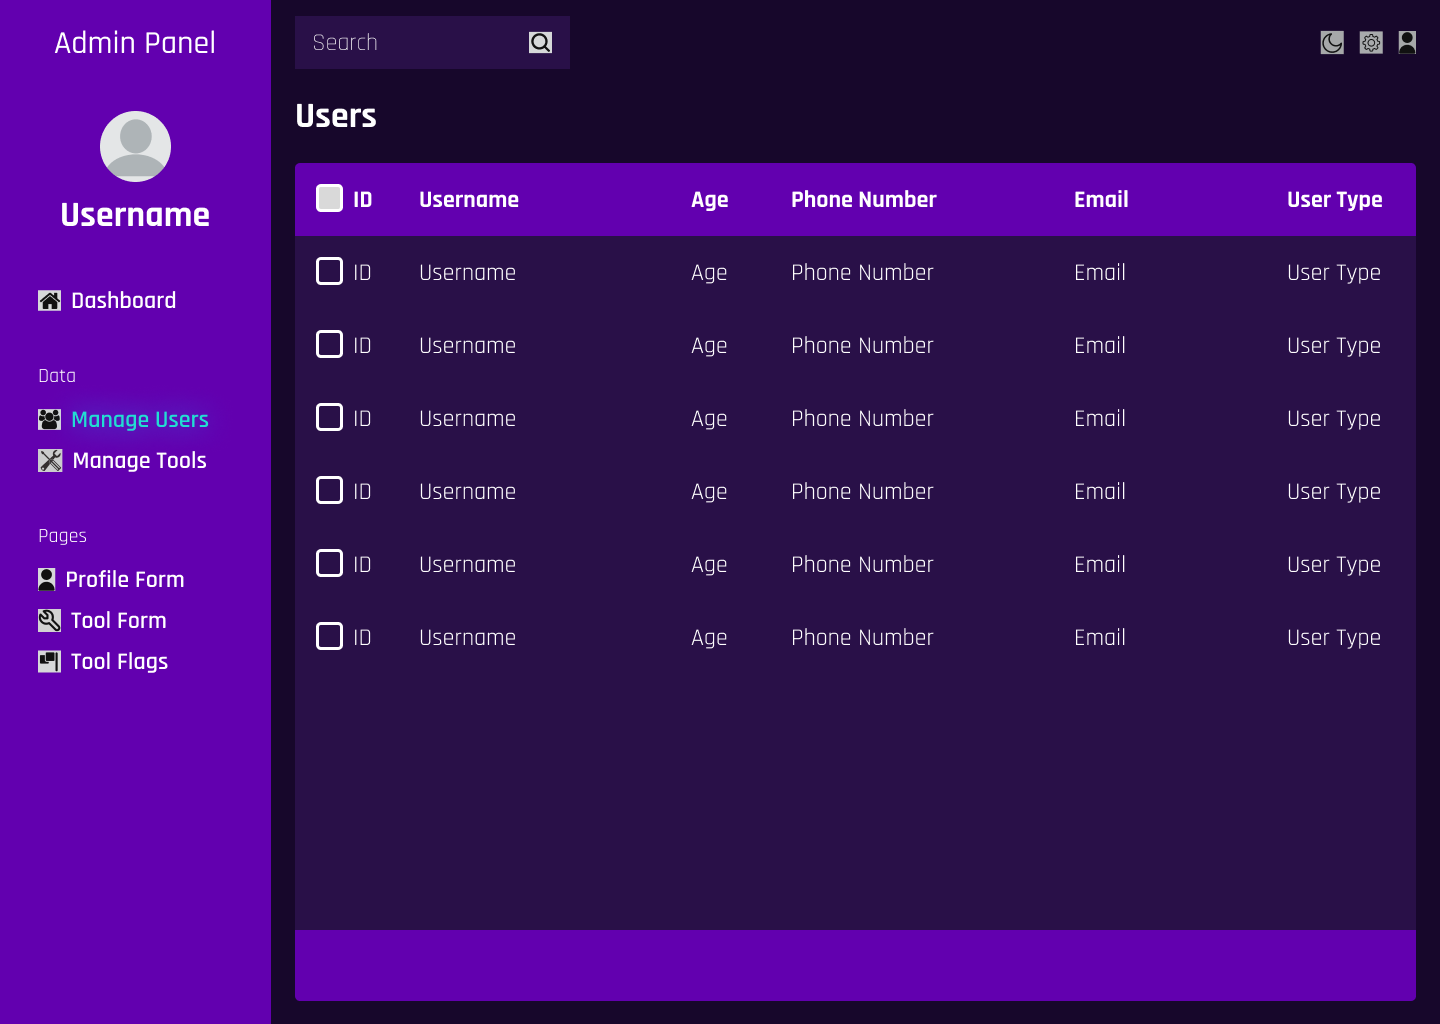 Admin Panel
Username
Dashboard
Data
Manage Users
Manage Tools
Pages
Profile Form
Tool Form
Tool Flags
Search
Users
ID Username Age Phone Number Email User Type
ID Username Age Phone Number Email User Type
ID Username Age Phone Number Email User Type
ID Username Age Phone Number Email User Type
ID Username Age Phone Number Email User Type
ID Username Age Phone Number Email User Type
ID Username Age Phone Number Email User Type